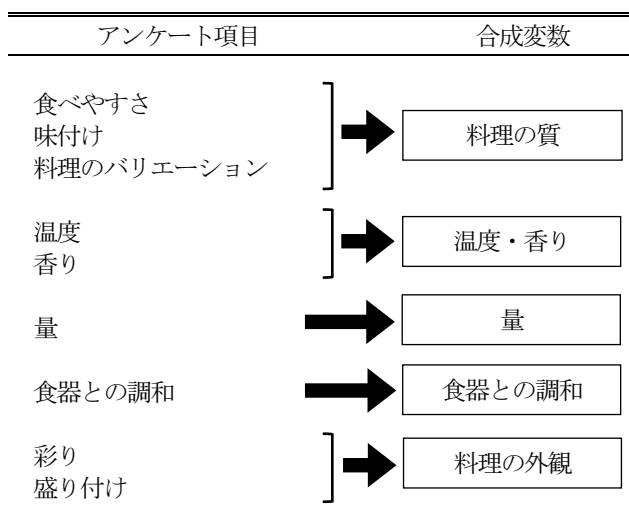 アンケート項目 合成変数
食べやすさ
味付け
料理のバリエーション
料理の質
温度
香り
温度・香り
量
量
食器との調和
食器との調和
彩り
盛り付け
料理の外観